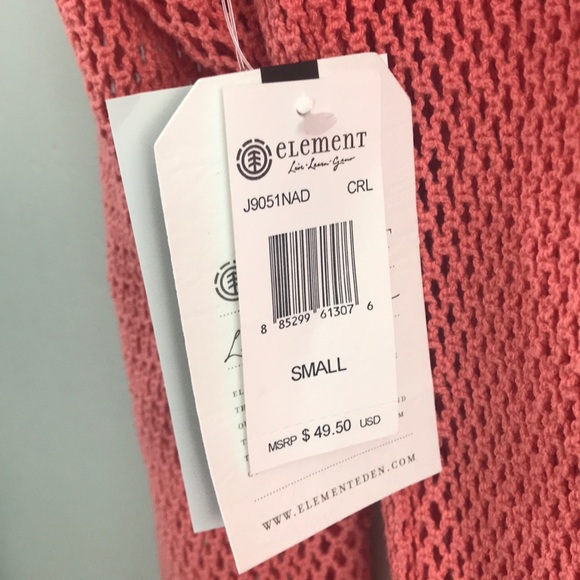 eLement
Live·Learn·Grow
J9051NAD CRL
8 85299 61307 6
SMALL
MSRP $ 49.50 USD
WWW.ELEMENTEDEN.COM